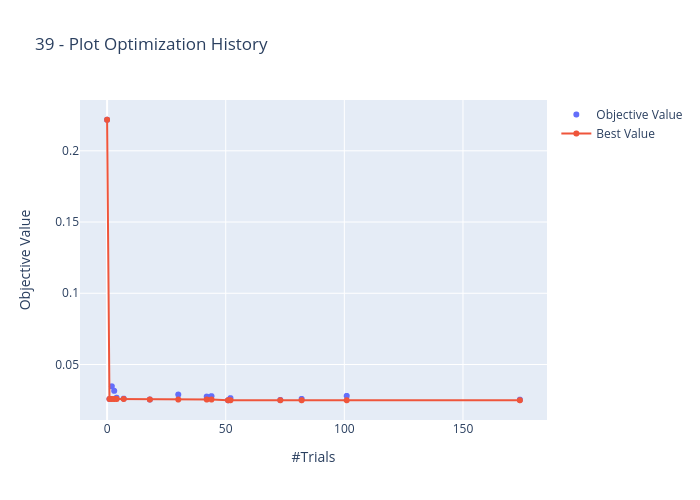 39 - Plot Optimization History
Objective Value
Best Value
0.2
0.15
0.1
0.05
Objective Value
0
50
100
150
#Trials